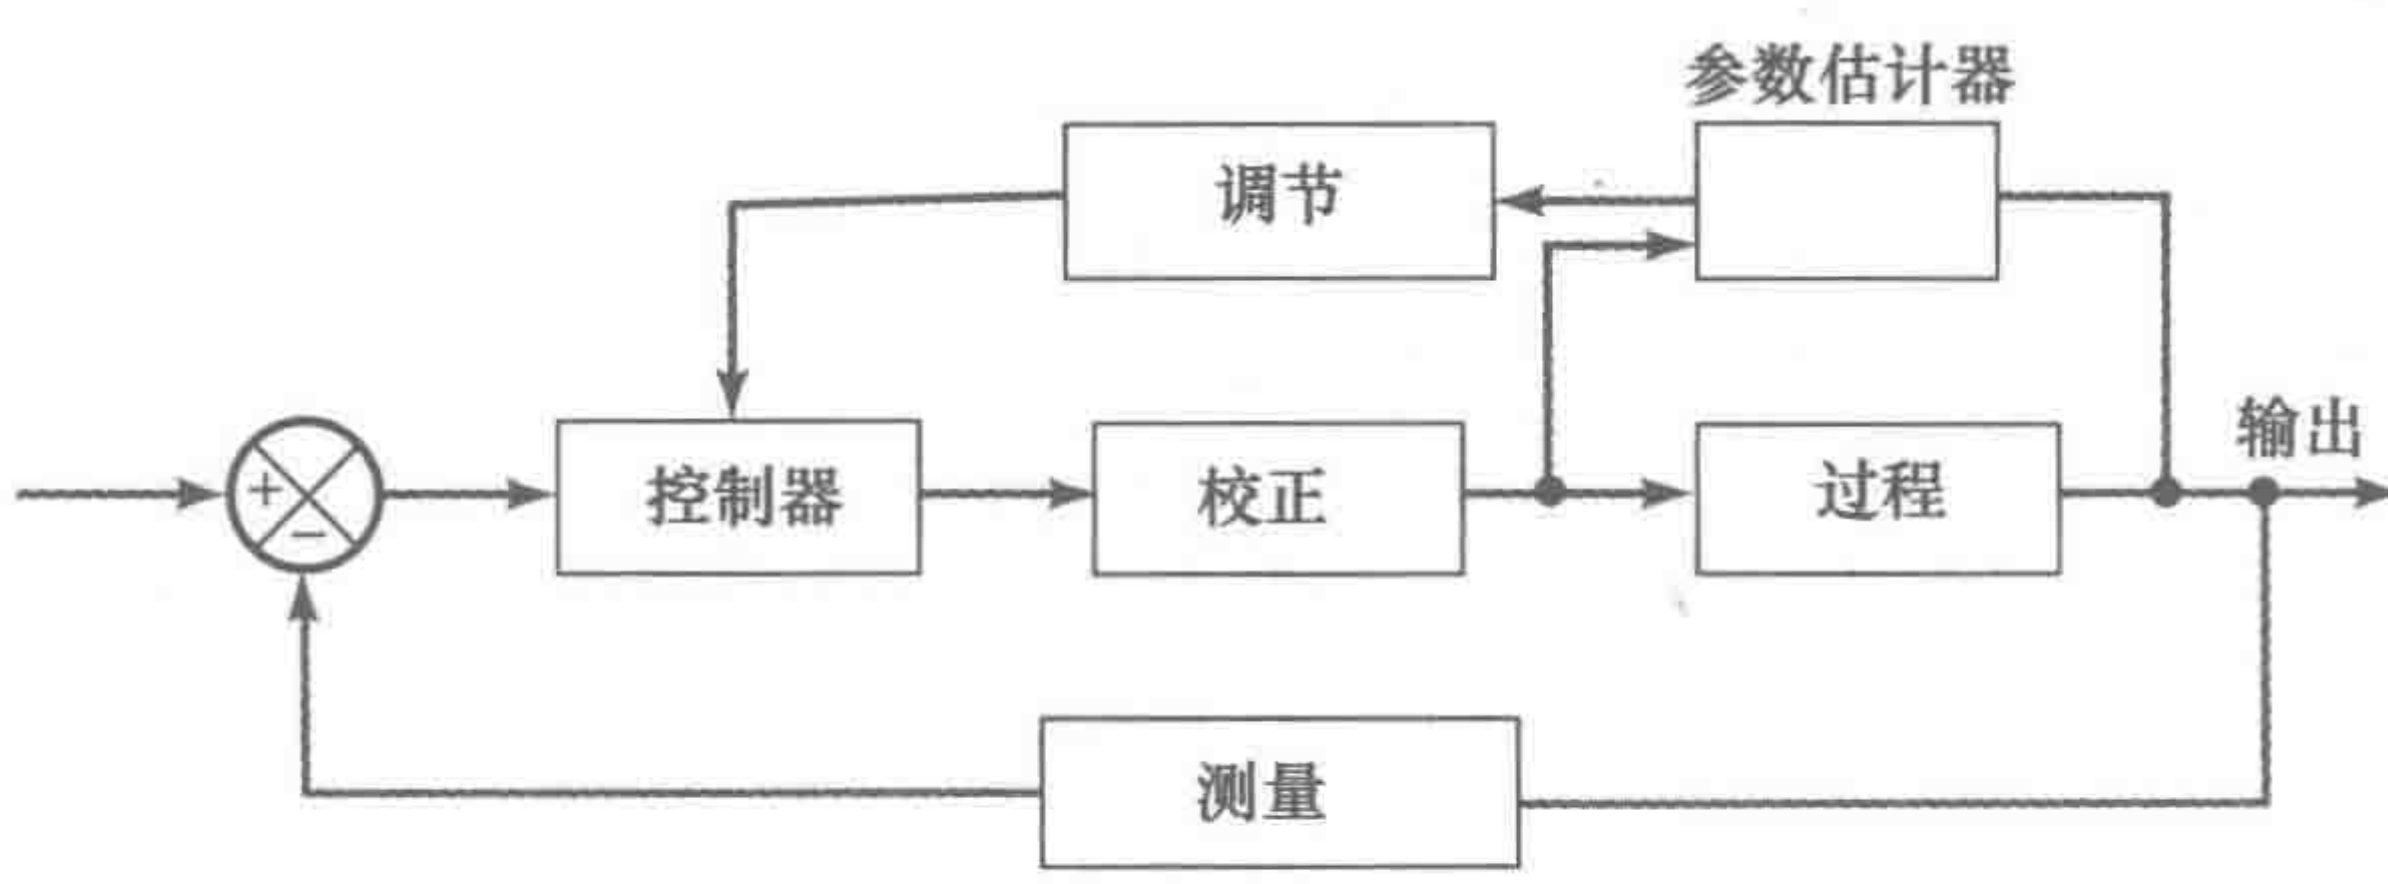 参数估计器
调节
输出
控制器
校正
过程
+
−
测量